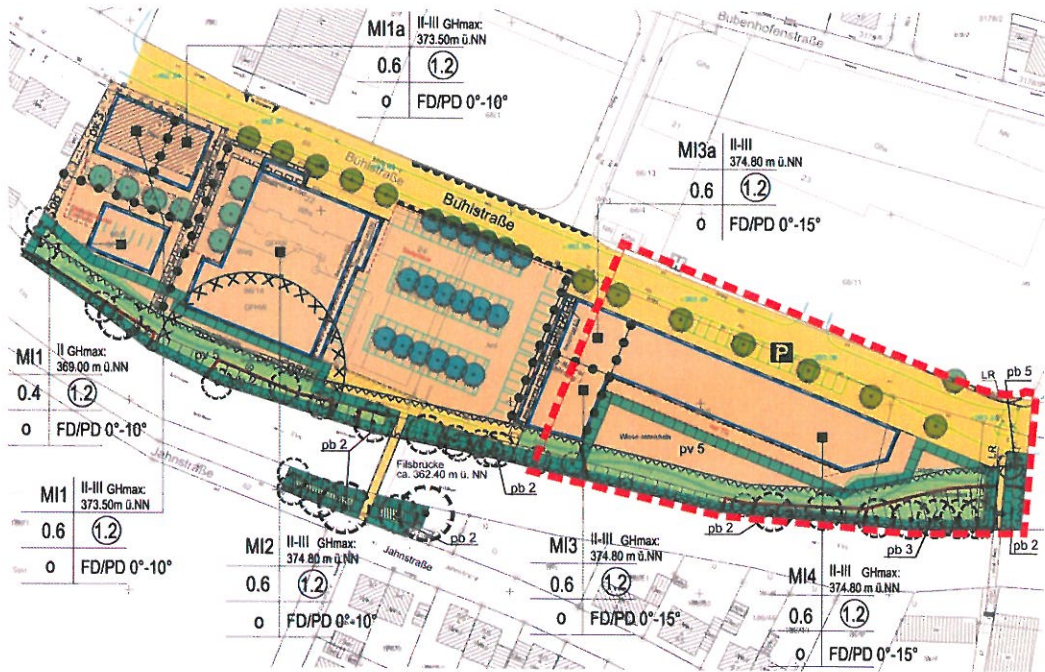 Bubenhofenstraße
MI1a II-III GHmax:
373.50m ü.NN
0.6 1.2
o FD/PD 0°-10°
MI3a II-III
374.80 m ü.NN
0.6 1.2
o FD/PD 0°-15°
Bühlstraße
Bühlstraße
P
LR
pb 5
LR
MI1 II GHmax:
369.00 m ü.NN
0.4 1.2
o FD/PD 0°-10°
pv 5
pv 5
pb 2
Filsbrücke
ca. 362.40 m ü. NN
pb 2
pb 2
pb 2
pb 3
pb 2
Jahnstraße
Jahnstraße
Jahnstraße
MI1 II-III GHmax:
373.50m ü.NN
0.6 1.2
o FD/PD 0°-10°
MI2 II-III GHmax:
374.80 m ü.NN
0.6 1.2
o FD/PD 0°-10°
MI3 II-III GHmax:
374.80 m ü.NN
0.6 1.2
o FD/PD 0°-15°
MI4 II-III GHmax:
374.80 m ü.NN
0.6 1.2
o FD/PD 0°-15°